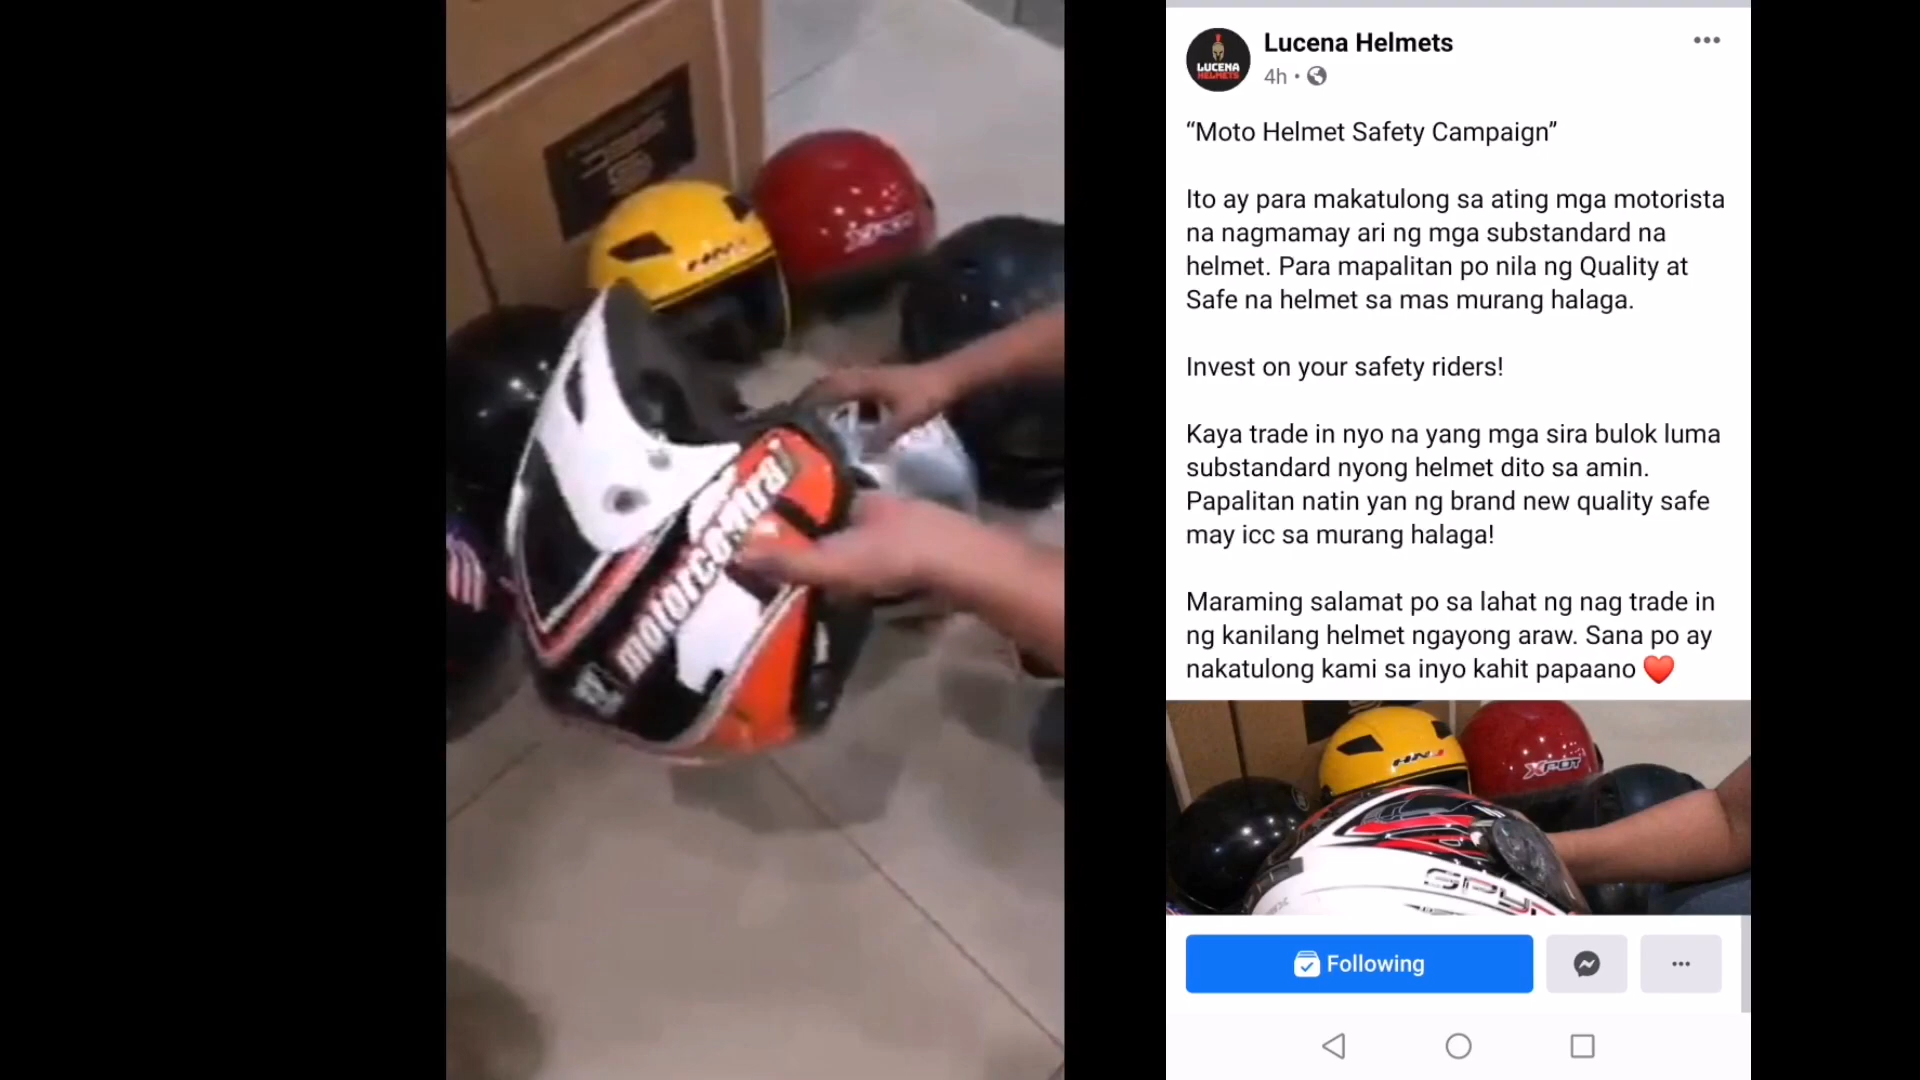 HNJ
XPOT
motorcentral
LUCENA
HELMETS
Lucena Helmets
4h
“Moto Helmet Safety Campaign”
Ito ay para makatulong sa ating mga motorista
na nagmamay ari ng mga substandard na
helmet. Para mapalitan po nila ng Quality at
Safe na helmet sa mas murang halaga.
Invest on your safety riders!
Kaya trade in nyo na yang mga sira bulok luma
substandard nyong helmet dito sa amin.
Papalitan natin yan ng brand new quality safe
may icc sa murang halaga!
Maraming salamat po sa lahat ng nag trade in
ng kanilang helmet ngayong araw. Sana po ay
nakatulong kami sa inyo kahit papaano ❤️
HNJ
XPOT
Following